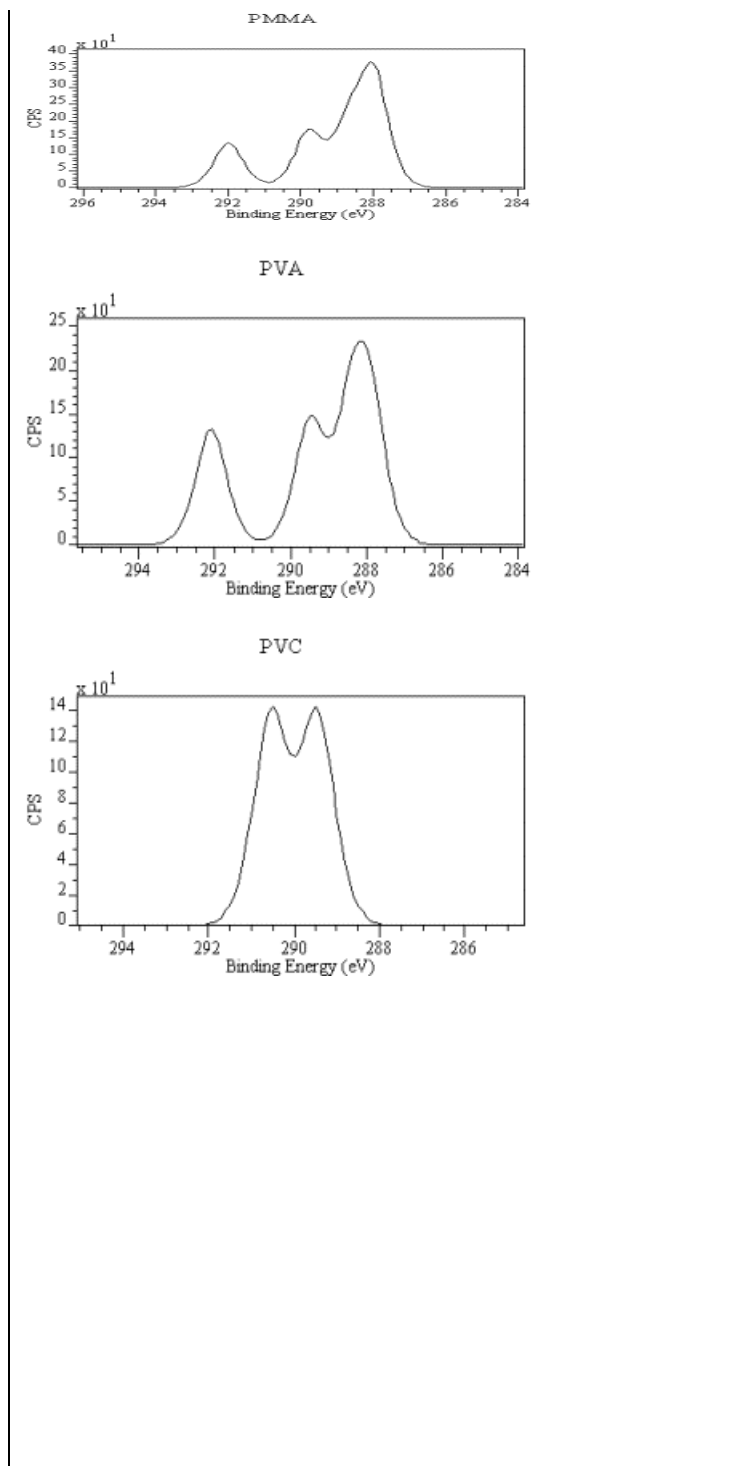 PMMA
x 10^1
40
35
30
25
20
15
10
5
0
CPS
296 294 292 290 288 286 284
Binding Energy (eV)
PVA
x 10^1
25
20
15
10
5
0
CPS
294 292 290 288 286 284
Binding Energy (eV)
PVC
x 10^1
14
12
10
8
6
4
2
0
CPS
294 292 290 288 286
Binding Energy (eV)